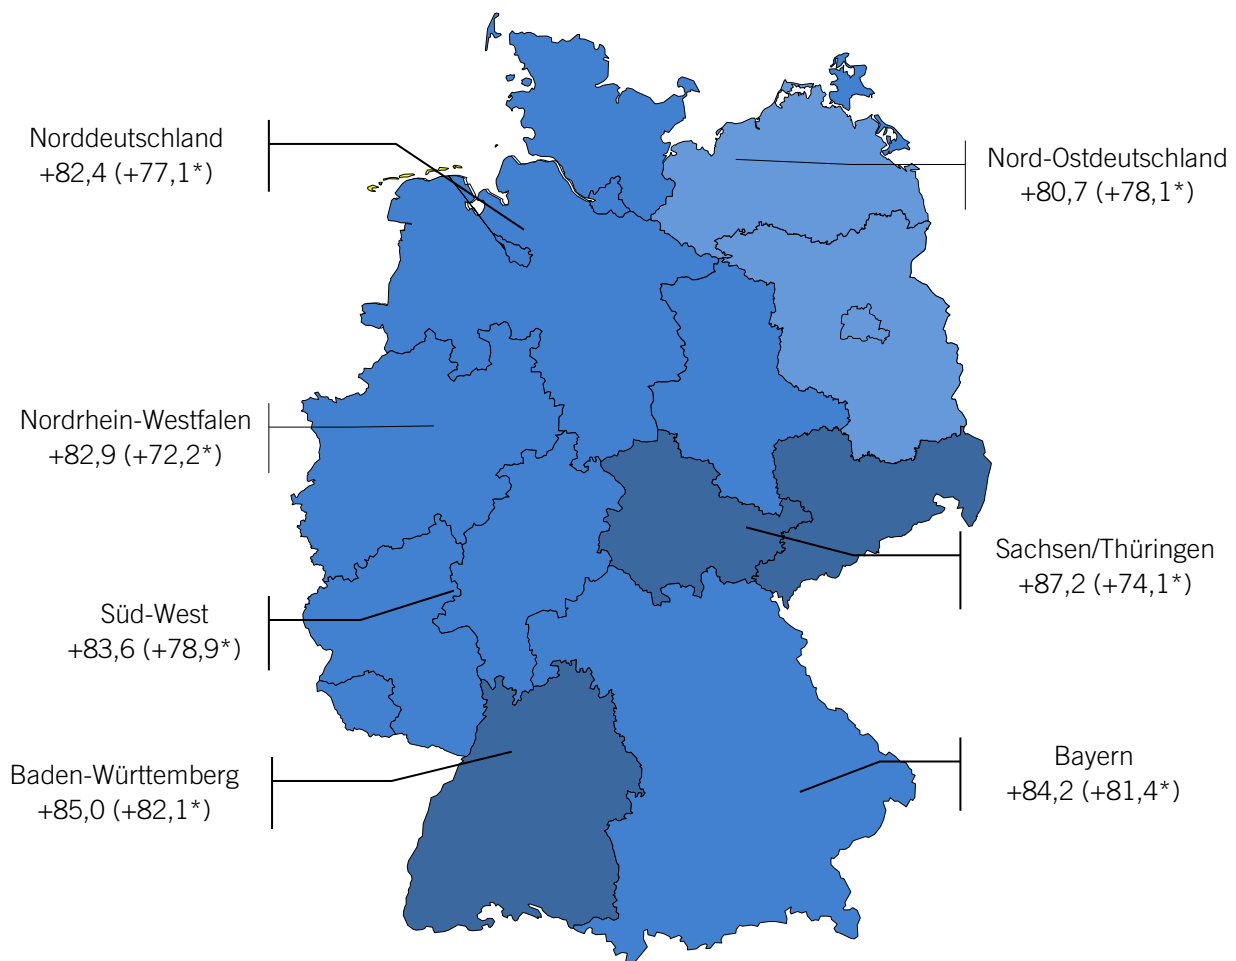 Norddeutschland
+82,4 (+77,1*)
Nord-Ostdeutschland
+80,7 (+78,1*)
Nordrhein-Westfalen
+82,9 (+72,2*)
Sachsen/Thüringen
+87,2 (+74,1*)
Süd-West
+83,6 (+78,9*)
Baden-Württemberg
+85,0 (+82,1*)
Bayern
+84,2 (+81,4*)